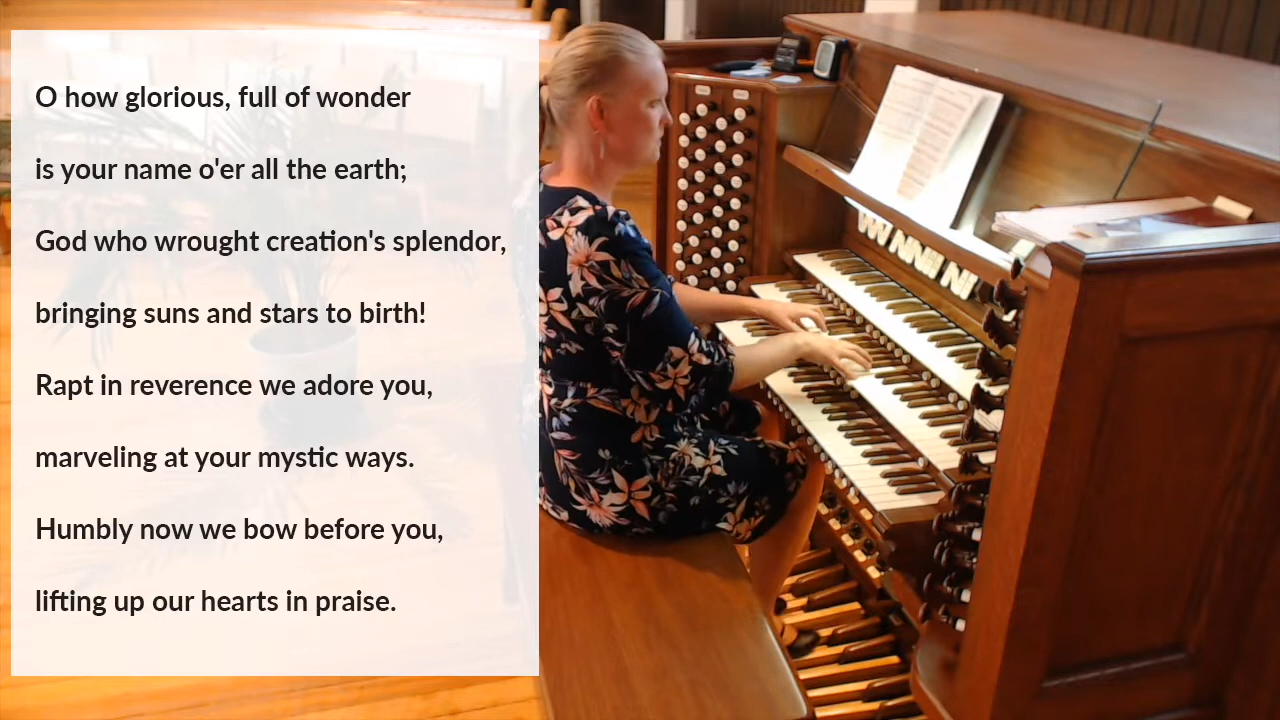 O how glorious, full of wonder
is your name o'er all the earth;
God who wrought creation's splendor,
bringing suns and stars to birth!
Rapt in reverence we adore you,
marveling at your mystic ways.
Humbly now we bow before you,
lifting up our hearts in praise.